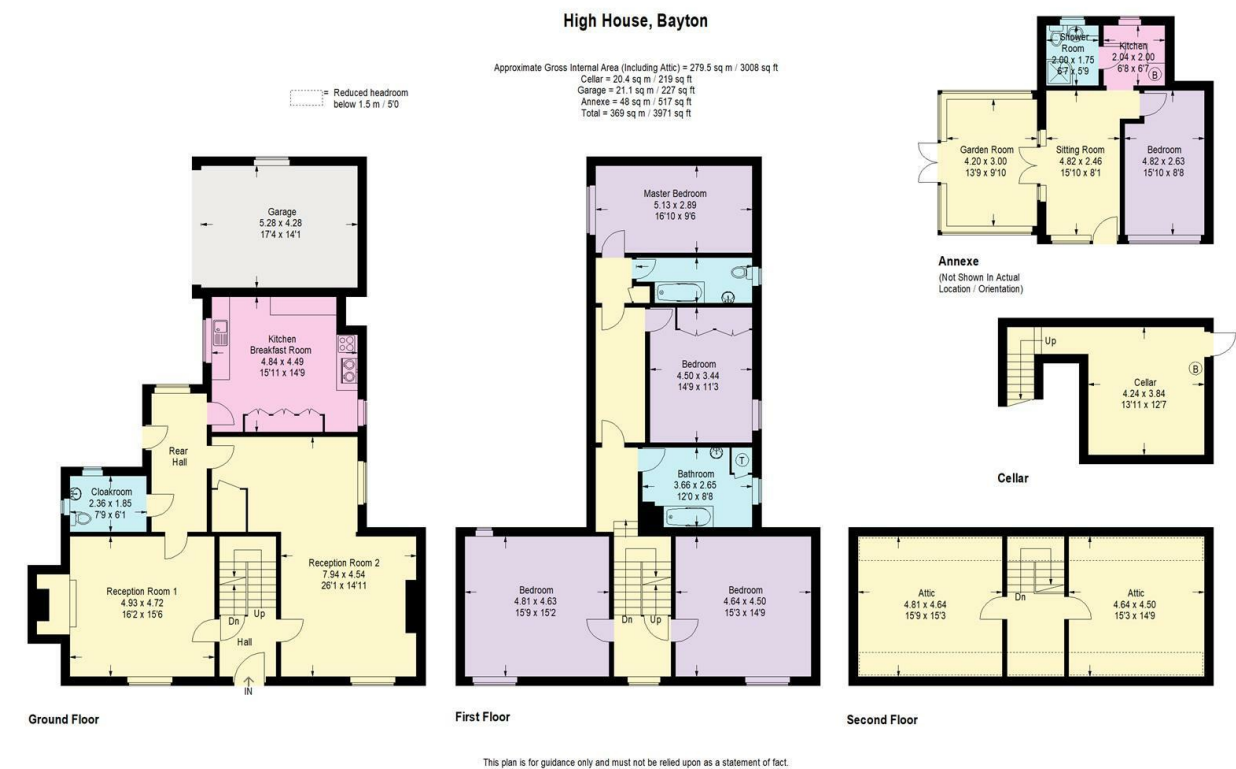 High House, Bayton
Approximate Gross Internal Area (Including Attic) = 279.5 sq m / 3008 sq ft
Cellar = 20.4 sq m / 219 sq ft
Garage = 21.1 sq m / 227 sq ft
Annexe = 48 sq m / 517 sq ft
Total = 369 sq m / 3971 sq ft
= Reduced headroom
below 1.5 m / 5'0
Garage
5.28 x 4.28
17'4 x 14'1
Kitchen
Breakfast Room
4.84 x 4.49
15'11 x 14'9
Rear
Hall
Cloakroom
2.36 x 1.85
7'9 x 6'1
Reception Room 1
4.93 x 4.72
16'2 x 15'6
Reception Room 2
7.94 x 4.54
26'1 x 14'11
Dn
Up
Hall
IN
Ground Floor
Master Bedroom
5.13 x 2.89
16'10 x 9'6
Bedroom
4.50 x 3.44
14'9 x 11'3
Bathroom
3.66 x 2.65
12'0 x 8'8
T
T
Bedroom
4.81 x 4.63
15'9 x 15'2
Bedroom
4.64 x 4.50
15'3 x 14'9
Dn
Up
First Floor
Shower
Room
2.00 x 1.75
6'7 x 5'9
Kitchen
2.04 x 2.00
6'8 x 6'7
B
Garden Room
4.20 x 3.00
13'9 x 9'10
Sitting Room
4.82 x 2.46
15'10 x 8'1
Bedroom
4.82 x 2.63
15'10 x 8'8
Annexe
(Not Shown In Actual
Location / Orientation)
Up
B
Cellar
4.24 x 3.84
13'11 x 12'7
Cellar
Attic
4.81 x 4.64
15'9 x 15'3
Dn
Attic
4.64 x 4.50
15'3 x 14'9
Second Floor
This plan is for guidance only and must not be relied upon as a statement of fact.